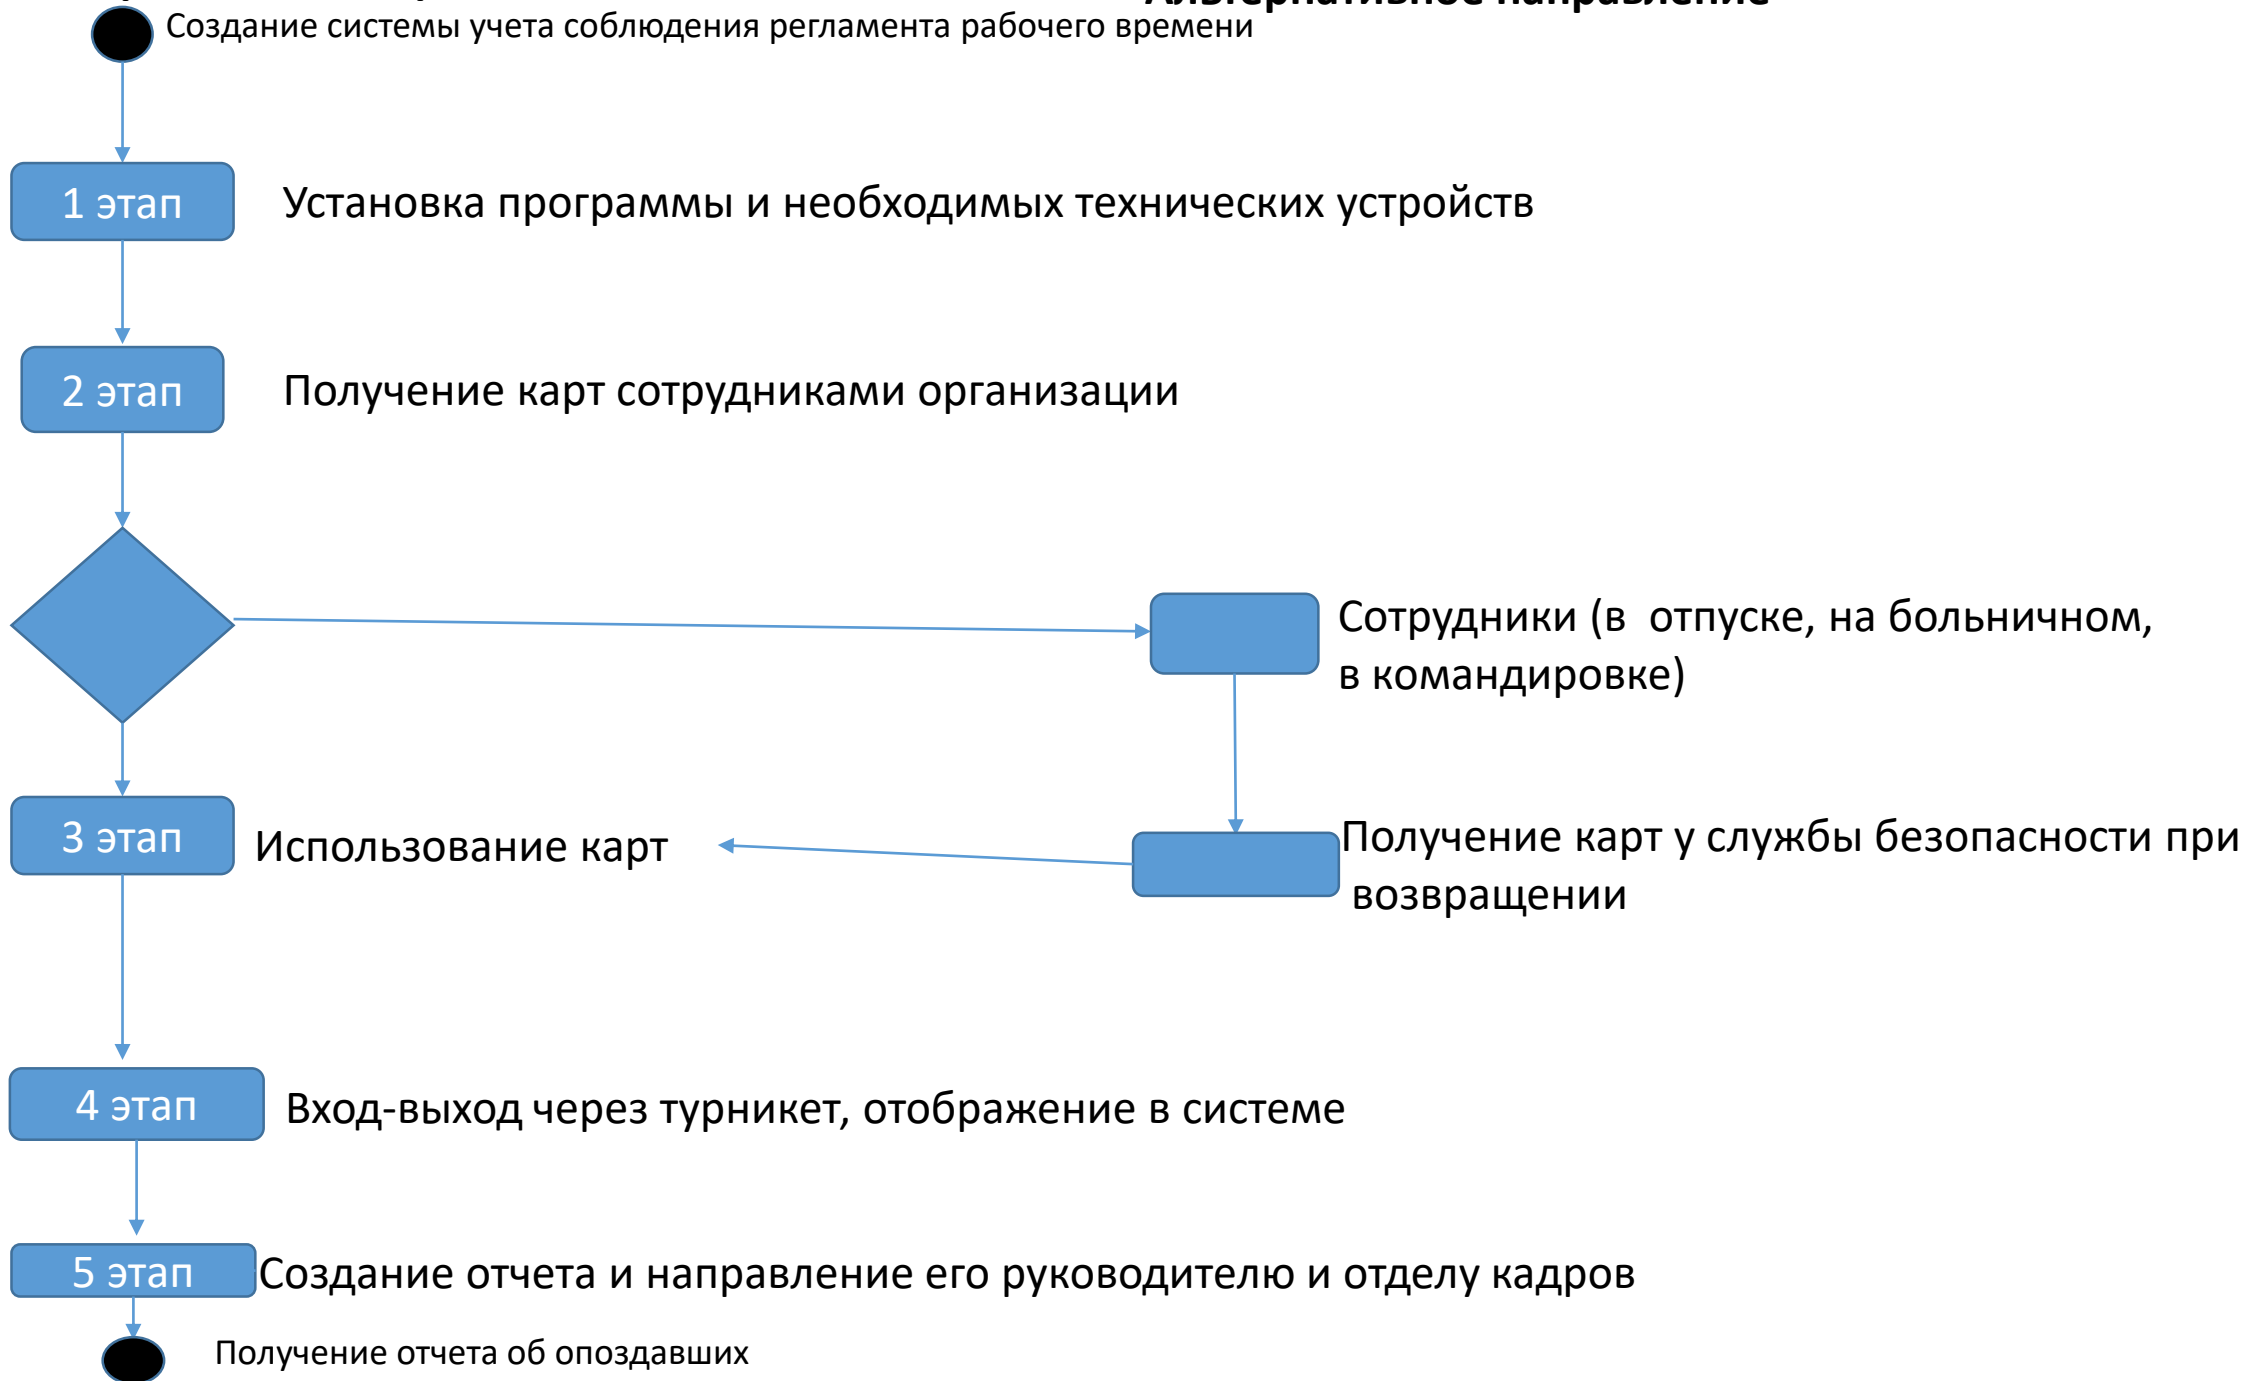 Альтернативное направление
Создание системы учета соблюдения регламента рабочего времени
1 этап
Установка программы и необходимых технических устройств
2 этап
Получение карт сотрудниками организации
Сотрудники (в  отпуске, на больничном,
в командировке)
3 этап
Использование карт
Получение карт у службы безопасности при
возвращении
4 этап
Вход-выход через турникет, отображение в системе
5 этап
Создание отчета и направление его руководителю и отделу кадров
Получение отчета об опоздавших